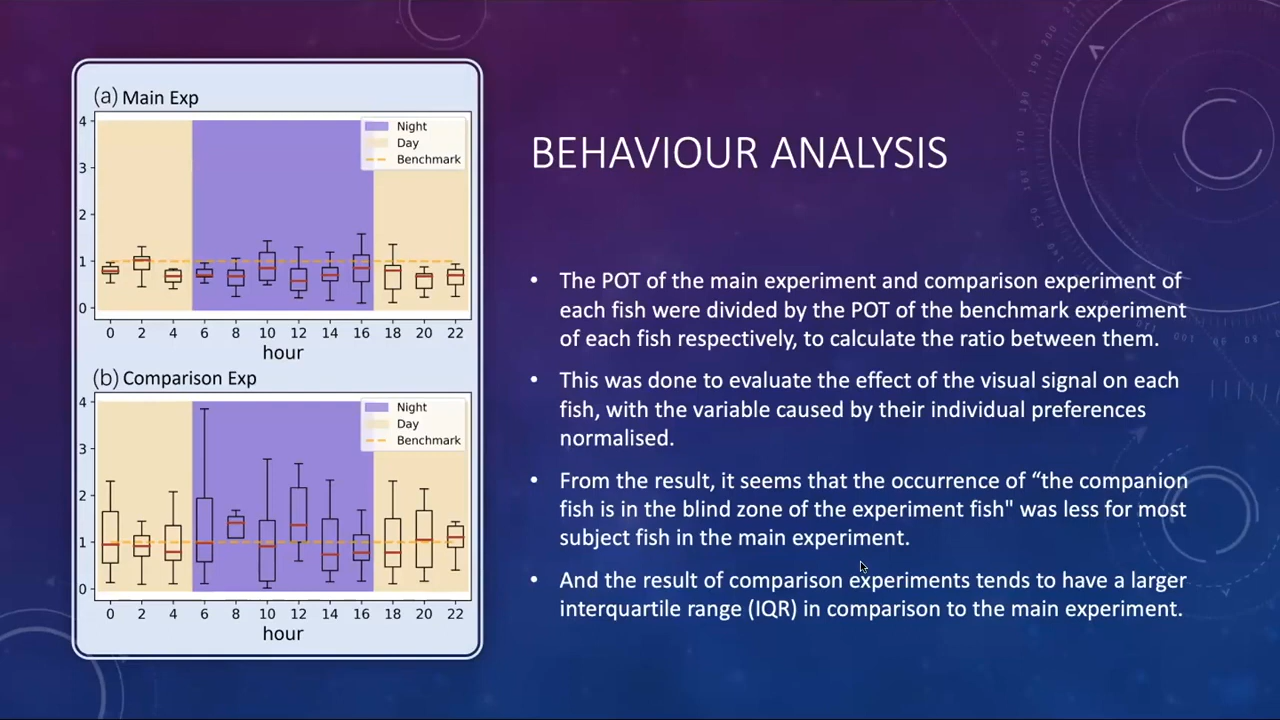 (a) Main Exp
Night
Day
Benchmark
4
3
2
1
0
0 2 4 6 8 10 12 14 16 18 20 22
hour
(b) Comparison Exp
Night
Day
Benchmark
4
3
2
1
0
0 2 4 6 8 10 12 14 16 18 20 22
hour
BEHAVIOUR ANALYSIS
• The POT of the main experiment and comparison experiment of
each fish were divided by the POT of the benchmark experiment
of each fish respectively, to calculate the ratio between them.
• This was done to evaluate the effect of the visual signal on each
fish, with the variable caused by their individual preferences
normalised.
• From the result, it seems that the occurrence of “the companion
fish is in the blind zone of the experiment fish" was less for most
subject fish in the main experiment.
• And the result of comparison experiments tends to have a larger
interquartile range (IQR) in comparison to the main experiment.